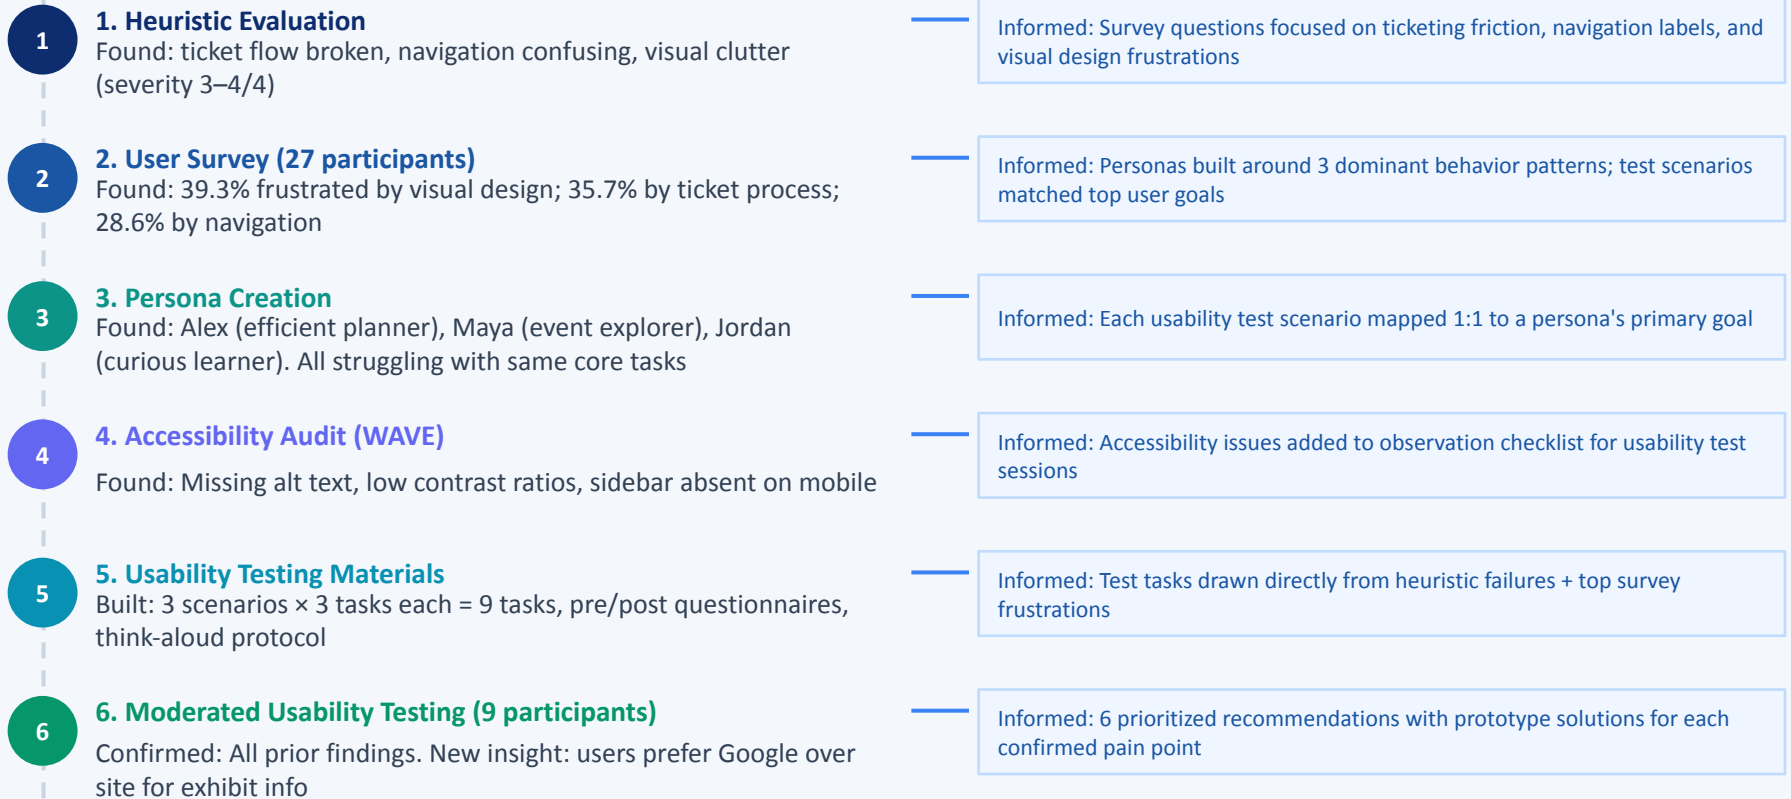 1
1. Heuristic Evaluation
Found: ticket flow broken, navigation confusing, visual clutter
(severity 3–4/4)
Informed: Survey questions focused on ticketing friction, navigation labels, and
visual design frustrations
2
2. User Survey (27 participants)
Found: 39.3% frustrated by visual design; 35.7% by ticket process;
28.6% by navigation
Informed: Personas built around 3 dominant behavior patterns; test scenarios
matched top user goals
3
3. Persona Creation
Found: Alex (efficient planner), Maya (event explorer), Jordan
(curious learner). All struggling with same core tasks
Informed: Each usability test scenario mapped 1:1 to a persona's primary goal
4
4. Accessibility Audit (WAVE)
Found: Missing alt text, low contrast ratios, sidebar absent on mobile
Informed: Accessibility issues added to observation checklist for usability test
sessions
5
5. Usability Testing Materials
Built: 3 scenarios × 3 tasks each = 9 tasks, pre/post questionnaires,
think-aloud protocol
Informed: Test tasks drawn directly from heuristic failures + top survey
frustrations
6
6. Moderated Usability Testing (9 participants)
Confirmed: All prior findings. New insight: users prefer Google over
site for exhibit info
Informed: 6 prioritized recommendations with prototype solutions for each
confirmed pain point